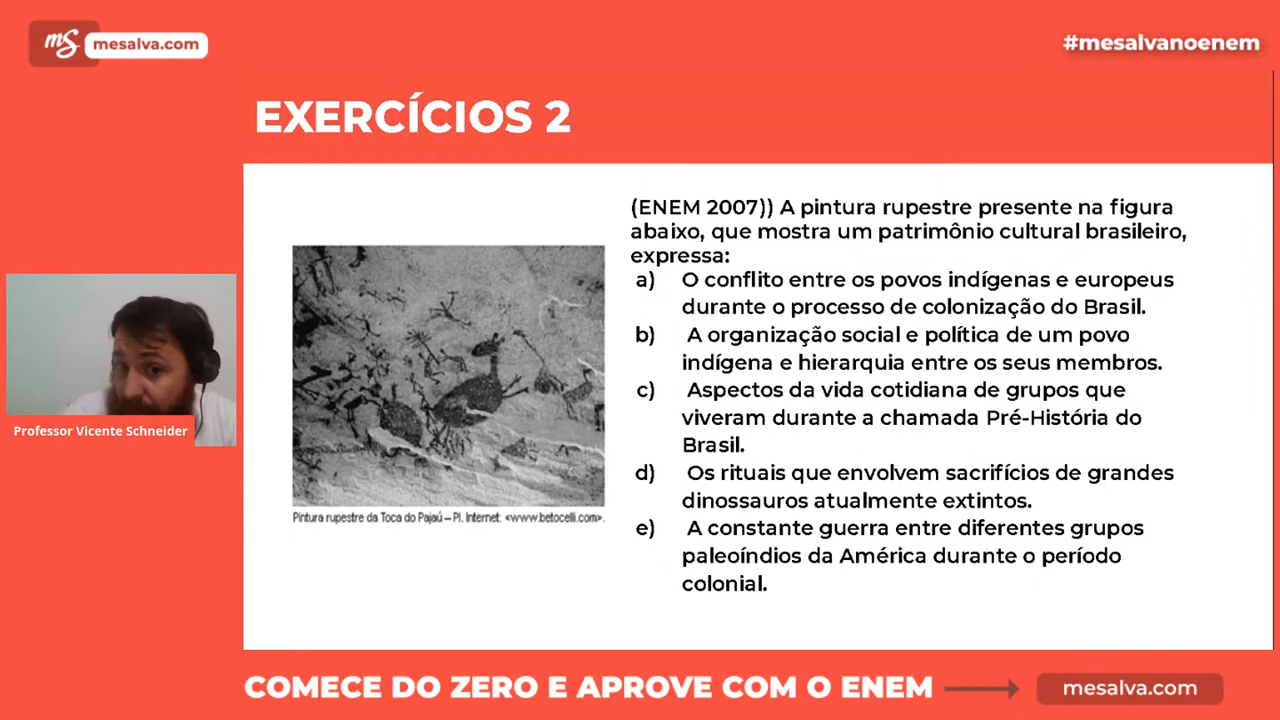 mS mesalva.com
#mesalvanoenem
EXERCÍCIOS 2
(ENEM 2007)) A pintura rupestre presente na figura
abaixo, que mostra um patrimônio cultural brasileiro,
expressa:
a) O conflito entre os povos indígenas e europeus
durante o processo de colonização do Brasil.
b) A organização social e política de um povo
indígena e hierarquia entre os seus membros.
c) Aspectos da vida cotidiana de grupos que
viveram durante a chamada Pré-História do
Brasil.
d) Os rituais que envolvem sacrifícios de grandes
dinossauros atualmente extintos.
e) A constante guerra entre diferentes grupos
paleoíndios da América durante o período
colonial.
Pintura rupestre da Toca do Pajaú – PI. Internet: <www.betocelli.com>.
Professor Vicente Schneider
COMECE DO ZERO E APROVE COM O ENEM
mesalva.com